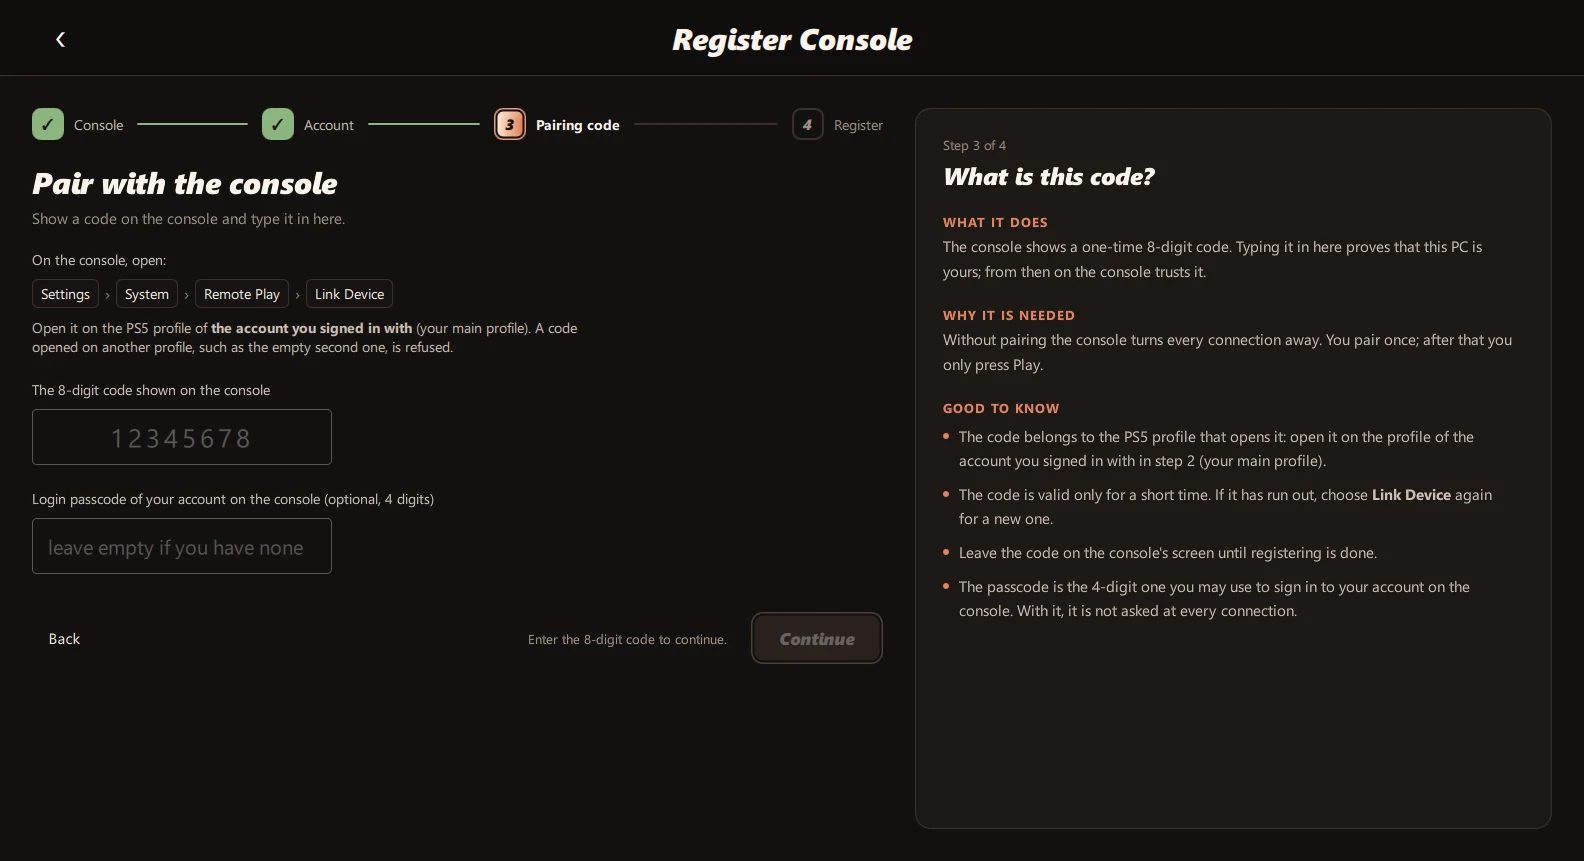 ‹
Register Console
✓ Console
✓ Account
3 Pairing code
4 Register
Pair with the console
Show a code on the console and type it in here.
On the console, open:
Settings › System › Remote Play › Link Device
Open it on the PS5 profile of the account you signed in with (your main profile). A code
opened on another profile, such as the empty second one, is refused.
The 8-digit code shown on the console
12345678
Login passcode of your account on the console (optional, 4 digits)
leave empty if you have none
Back
Enter the 8-digit code to continue.
Continue
Step 3 of 4
What is this code?
WHAT IT DOES
The console shows a one-time 8-digit code. Typing it in here proves that this PC is
yours; from then on the console trusts it.
WHY IT IS NEEDED
Without pairing the console turns every connection away. You pair once; after that you
only press Play.
GOOD TO KNOW
• The code belongs to the PS5 profile that opens it: open it on the profile of the
account you signed in with in step 2 (your main profile).
• The code is valid only for a short time. If it has run out, choose Link Device again
for a new one.
• Leave the code on the console's screen until registering is done.
• The passcode is the 4-digit one you may use to sign in to your account on the
console. With it, it is not asked at every connection.